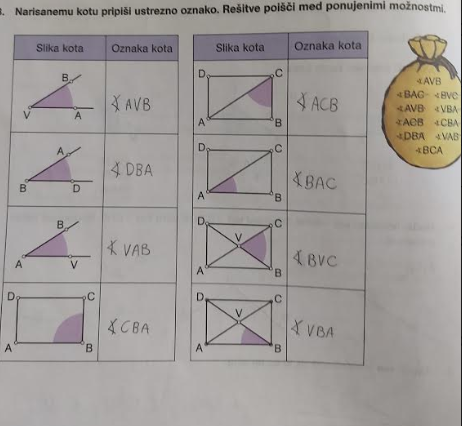 3. Narisanemu kotu pripiši ustrezno oznako. Rešitve poišči med ponujenimi možnostmi.
Slika kota Oznaka kota Slika kota Oznaka kota
B V A ∢AVB
D C A B ∢ACB
A B D ∢DBA
D C A B ∢BAC
B A V ∢VAB
D C V A B ∢BVC
D C A B ∢CBA
D C V A B ∢VBA
∢AVB
∢BAC ∢BVC
∢AVB ∢VBA
∢ACB ∢CBA
∢DBA ∢VAB
∢BCA